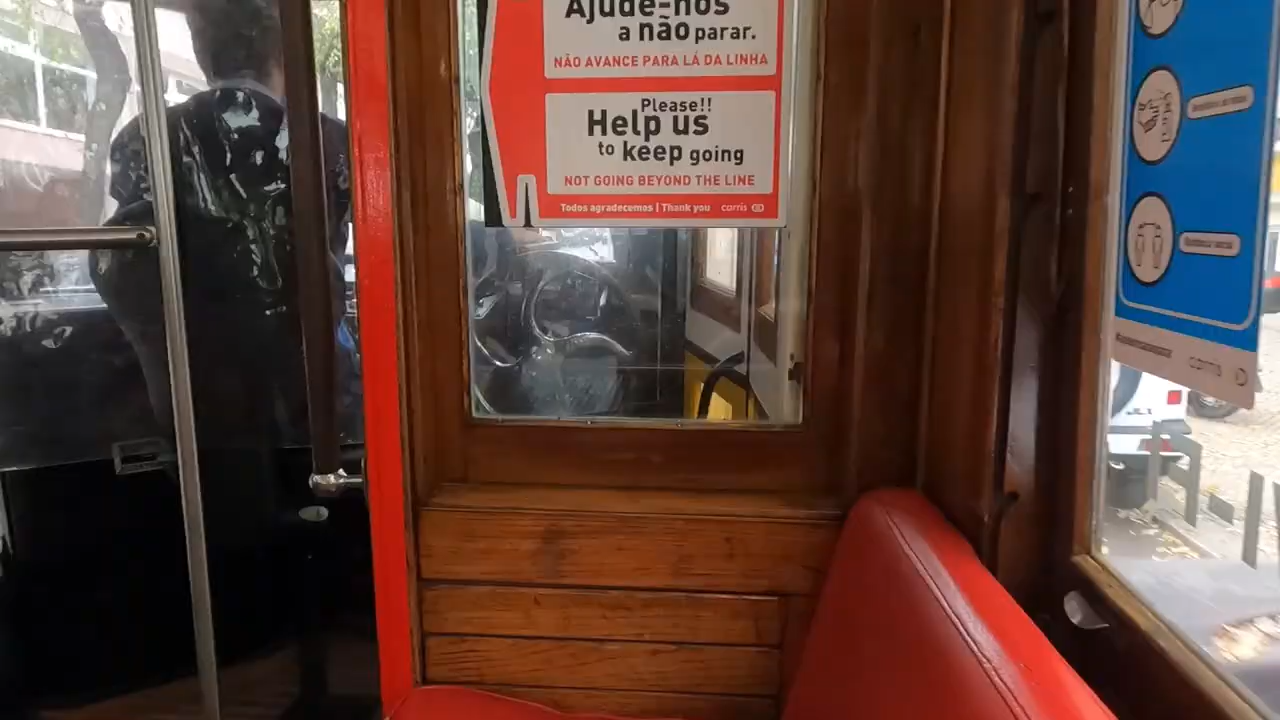 Ajude-nos
a não parar.
NÃO AVANCE PARA LÁ DA LINHA
Please!!
Help us
to keep going
NOT GOING BEYOND THE LINE
Todos agradecemos | Thank you carris
carris